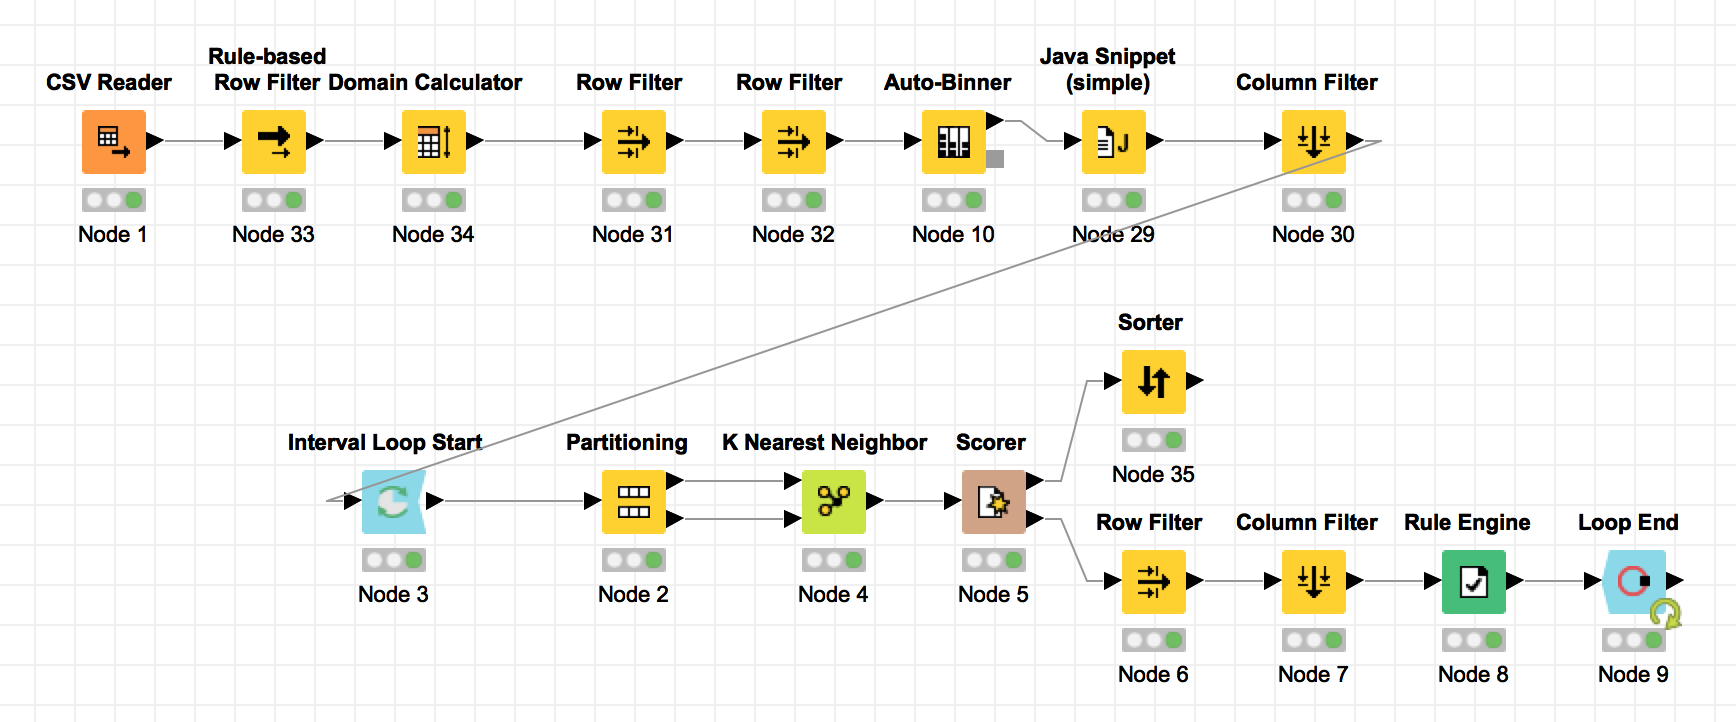 Rule-based
Java Snippet
CSV Reader
Row Filter
Domain Calculator
Row Filter
Row Filter
Auto-Binner
(simple)
Column Filter
J
Node 1
Node 33
Node 34
Node 31
Node 32
Node 10
Node 29
Node 30
Sorter
Node 35
Interval Loop Start
Partitioning
K Nearest Neighbor
Scorer
Node 3
Node 2
Node 4
Node 5
Row Filter
Column Filter
Rule Engine
Loop End
Node 6
Node 7
Node 8
Node 9